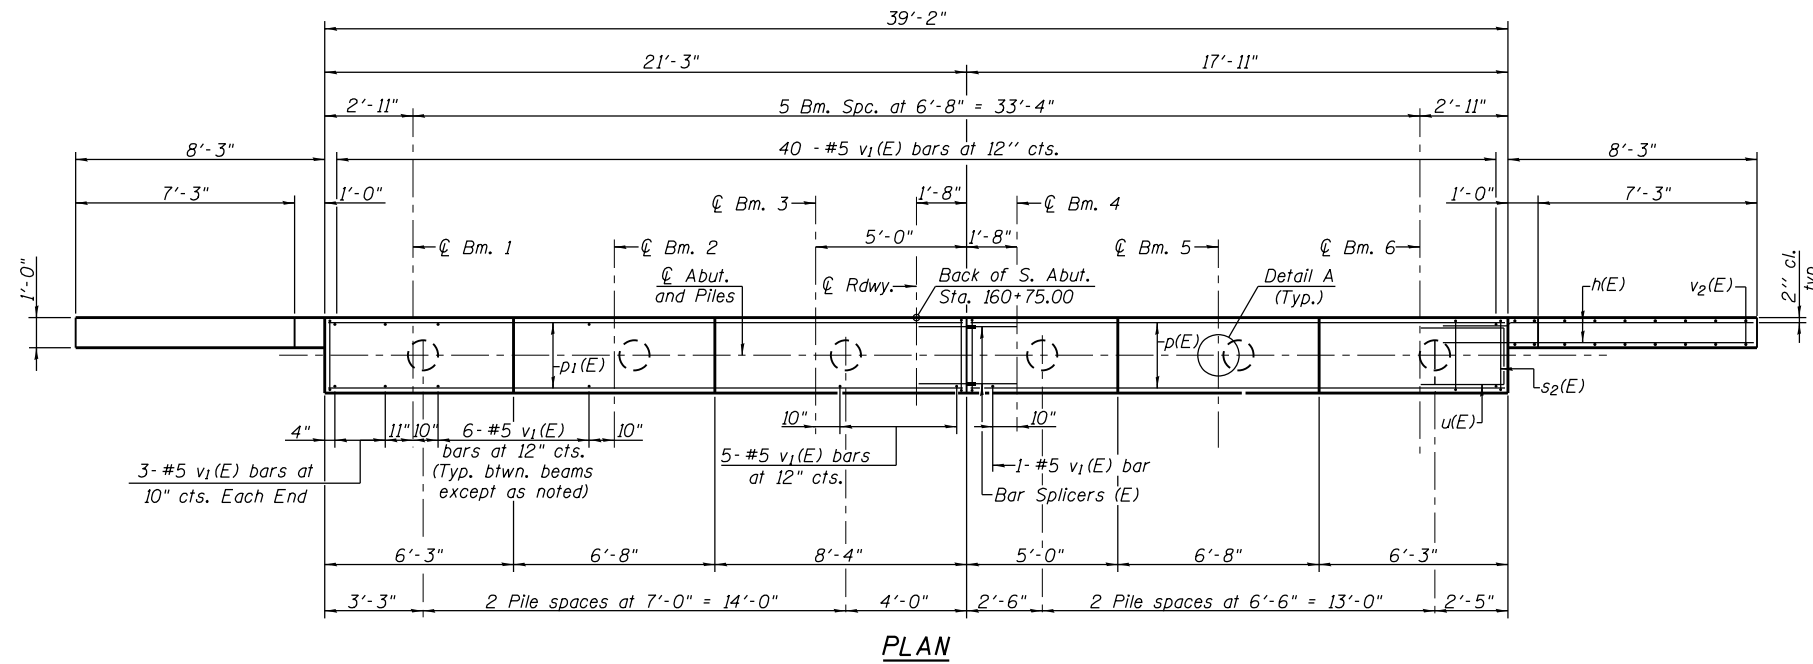 39'-2"
21'-3" 17'-11"
2'-11" 5 Bm. Spc. at 6'-8" = 33'-4" 2'-11"
8'-3" 40 - #5 v1(E) bars at 12'' cts. 8'-3"
7'-3" 1'-0" ℄ Bm. 3 1'-8" ℄ Bm. 4 1'-0" 7'-3"
℄ Bm. 1 ℄ Bm. 2 5'-0" 1'-8" ℄ Bm. 5 ℄ Bm. 6
1'-0"
℄ Abut.
and Piles
℄ Rdwy.
Back of S. Abut.
Sta. 160+75.00
Detail A
(Typ.)
h(E) v2(E)
2'' cl.
typ.
p1(E) p(E)
s2(E)
u(E)
4" 11" 10" 6-#5 v1(E)
bars at 12" cts.
(Typ. btwn. beams
except as noted)
10" 10" 10"
3-#5 v1(E) bars at
10" cts. Each End
5-#5 v1(E) bars
at 12" cts.
1-#5 v1(E) bar
Bar Splicers (E)
6'-3" 6'-8" 8'-4" 5'-0" 6'-8" 6'-3"
3'-3" 2 Pile spaces at 7'-0" = 14'-0" 4'-0" 2'-6" 2 Pile spaces at 6'-6" = 13'-0" 2'-5"
PLAN